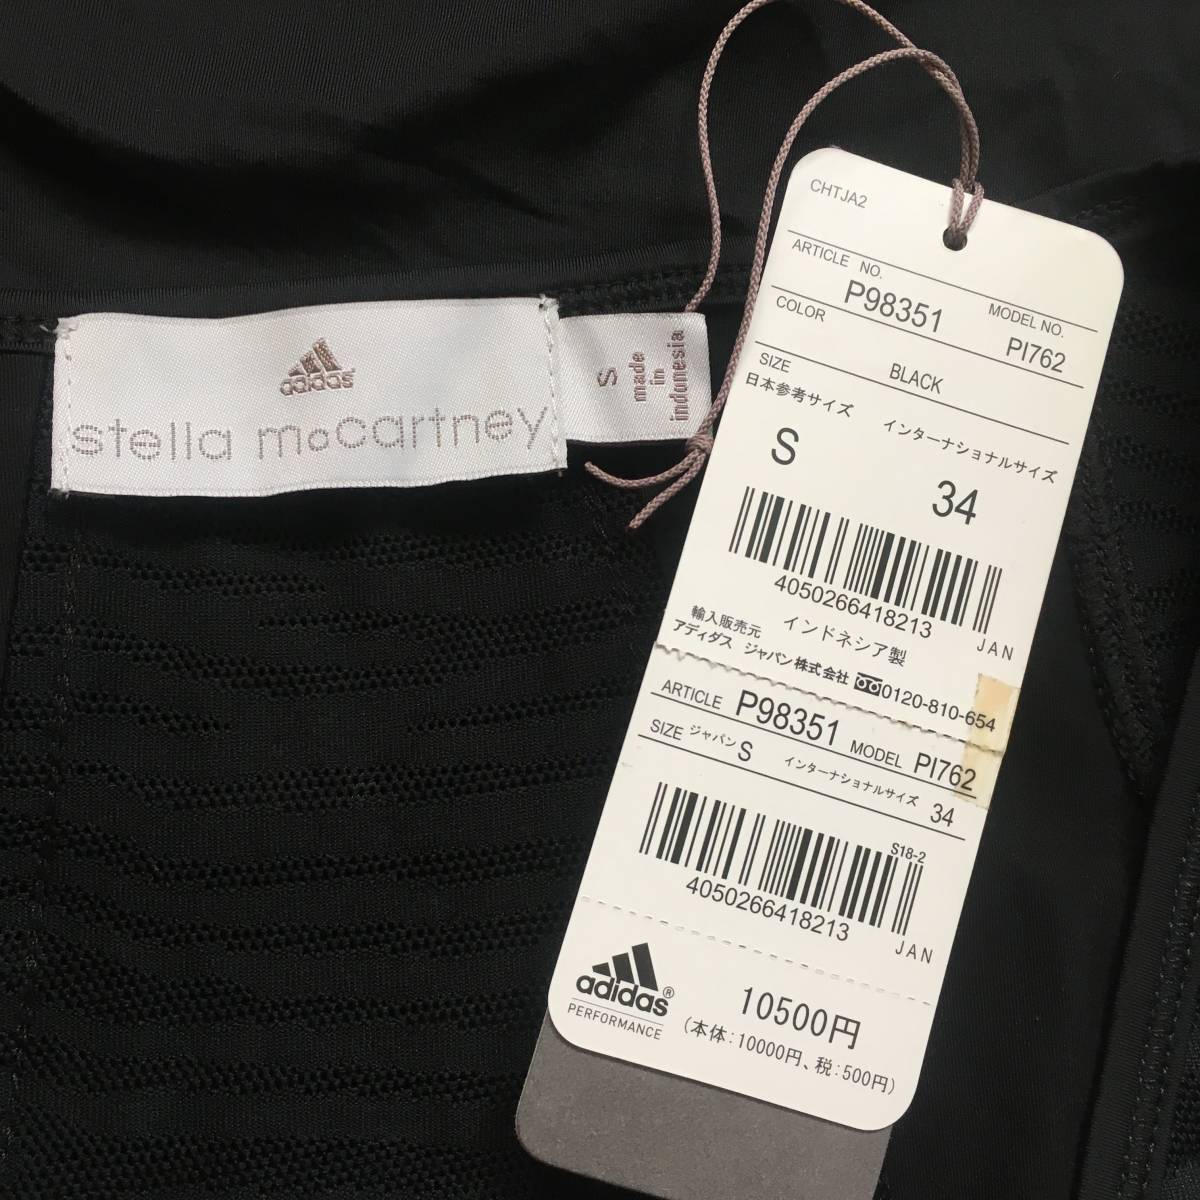 adidas
stella mccartney
S
made
in
indonesia
CHTJA2
ARTICLE NO.
P98351
MODEL NO.
PI762
COLOR
BLACK
SIZE
日本参考サイズ
インターナショナルサイズ
S
34
4050266418213
JAN
インドネシア製
輸入販売元
アディダス ジャパン株式会社 0120-810-654
ARTICLE P98351 MODEL PI762
SIZE ジャパン S インターナショナルサイズ 34
S18-2
4050266418213
JAN
adidas®
PERFORMANCE
10500円
(本体:10000円、税:500円)